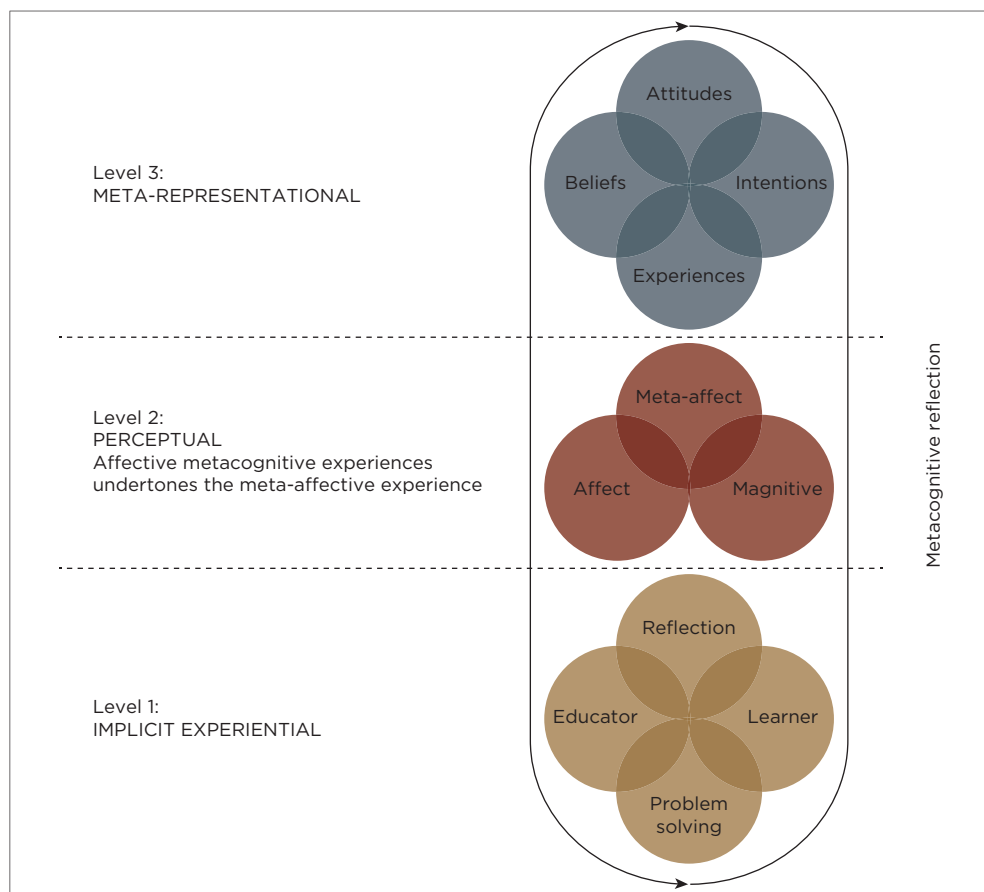 Level 3:
META-REPRESENTATIONAL
Attitudes
Beliefs
Intentions
Experiences
Level 2:
PERCEPTUAL
Affective metacognitive experiences
undertones the meta-affective experience
Meta-affect
Affect
Magnitive
Level 1:
IMPLICIT EXPERIENTIAL
Reflection
Educator
Learner
Problem
solving
Metacognitive reflection